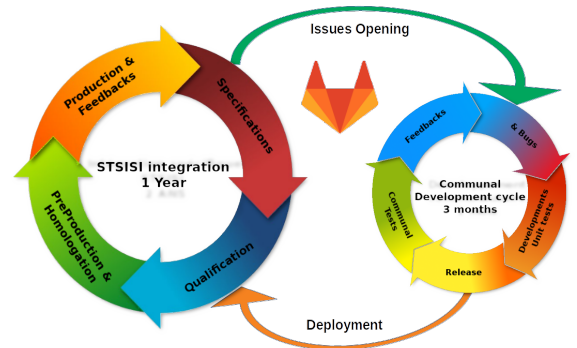 Issues Opening
Production &
Feedbacks
Specifications
STSISI integration
1 Year
PreProduction &
Homologation
Qualification
Feedbacks
& Bugs
Communal
Development cycle
3 months
Communal
Tests
Developments
Unit tests
Release
Deployment